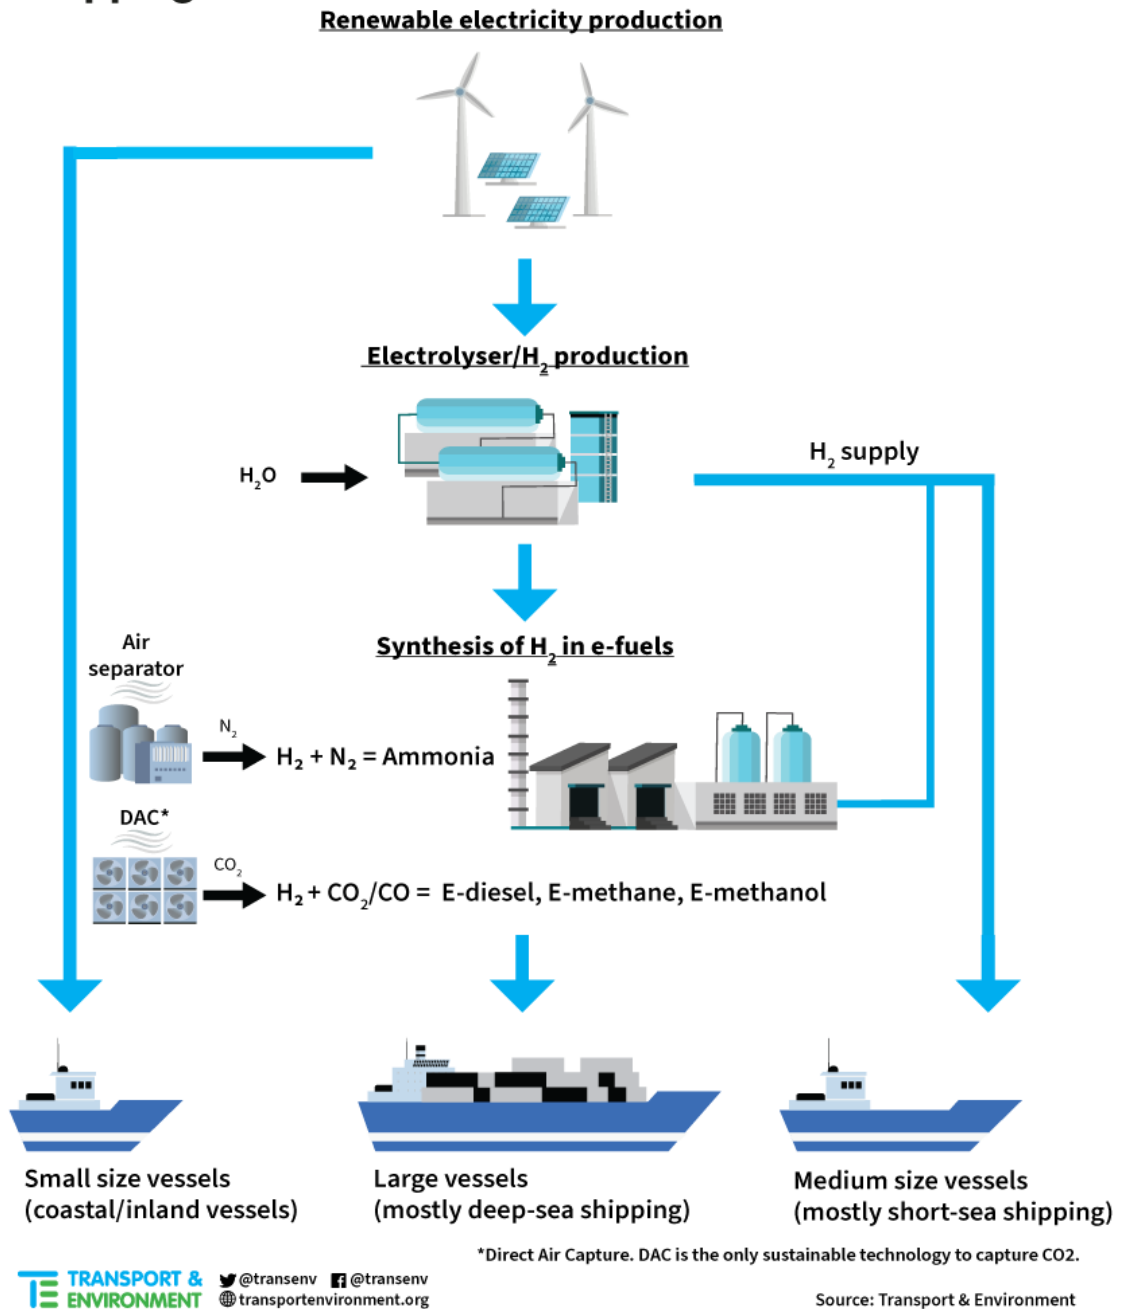 Renewable electricity production
Electrolyser/H₂ production
H₂O
H₂ supply
Synthesis of H₂ in e-fuels
Air
separator
N₂
H₂ + N₂ = Ammonia
DAC*
CO₂
H₂ + CO₂/CO = E-diesel, E-methane, E-methanol
Small size vessels
(coastal/inland vessels)
Large vessels
(mostly deep-sea shipping)
Medium size vessels
(mostly short-sea shipping)
*Direct Air Capture. DAC is the only sustainable technology to capture CO2.
TE TRANSPORT &
ENVIRONMENT
@transenv @transenv
transportenvironment.org
Source: Transport & Environment